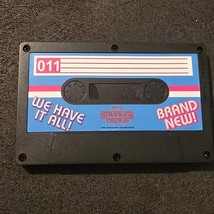 011
WE HAVE
IT ALL!
STRANGER
THINGS
BRAND
NEW!